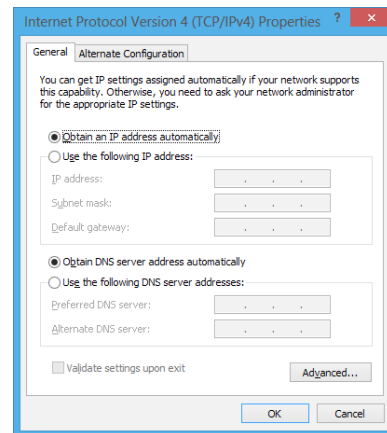 Internet Protocol Version 4 (TCP/IPv4) Properties ? ×
General Alternate Configuration
You can get IP settings assigned automatically if your network supports
this capability. Otherwise, you need to ask your network administrator
for the appropriate IP settings.
Obtain an IP address automatically
Use the following IP address:
IP address: . . .
Subnet mask: . . .
Default gateway: . . .
Obtain DNS server address automatically
Use the following DNS server addresses:
Preferred DNS server: . . .
Alternate DNS server: . . .
Validate settings upon exit
Advanced...
OK Cancel